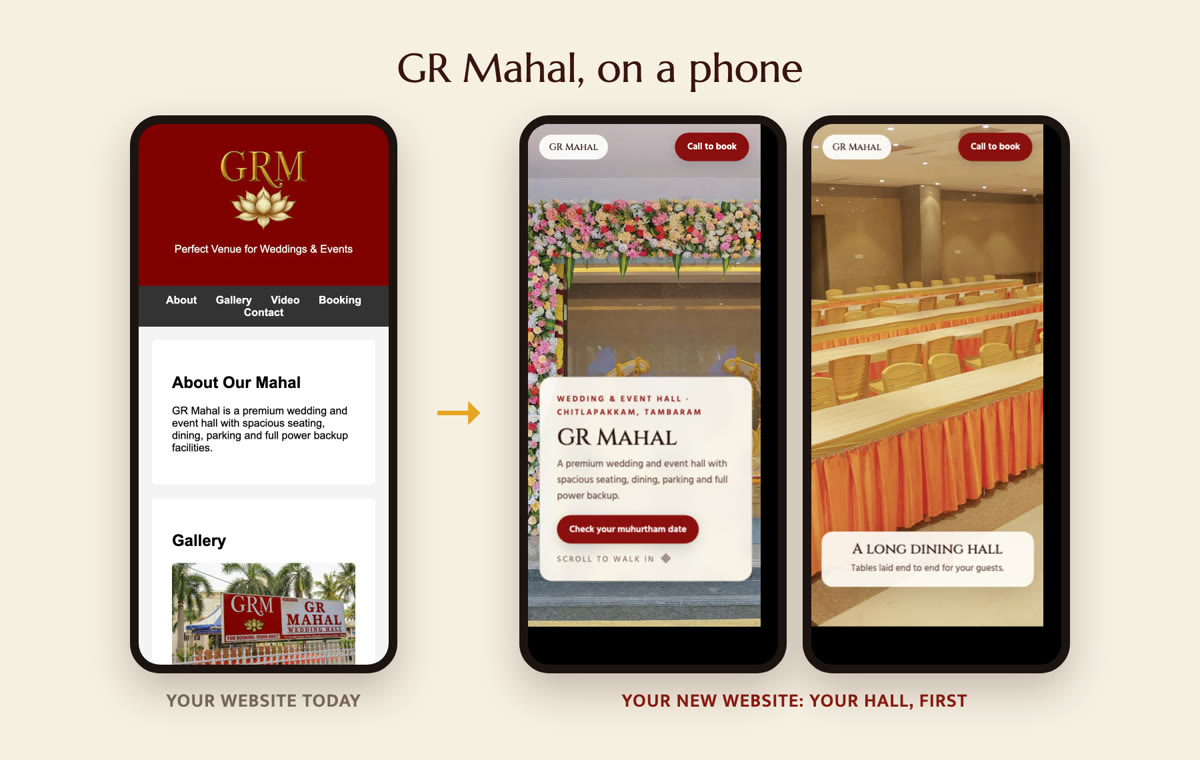 GR Mahal, on a phone
GRM
Perfect Venue for Weddings & Events
About Gallery Video Booking
Contact
About Our Mahal
GR Mahal is a premium wedding and
event hall with spacious seating,
dining, parking and full power backup
facilities.
Gallery
GRM
GR
MAHAL
WEDDING HALL
YOUR WEBSITE TODAY
GR Mahal
Call to book
WEDDING & EVENT HALL ·
CHITLAPAKKAM, TAMBARAM
GR Mahal
A premium wedding and event hall with
spacious seating, dining, parking and full
power backup.
Check your muhurtham date
SCROLL TO WALK IN
GR Mahal
Call to book
A long dining hall
Tables laid end to end for your guests.
YOUR NEW WEBSITE: YOUR HALL, FIRST